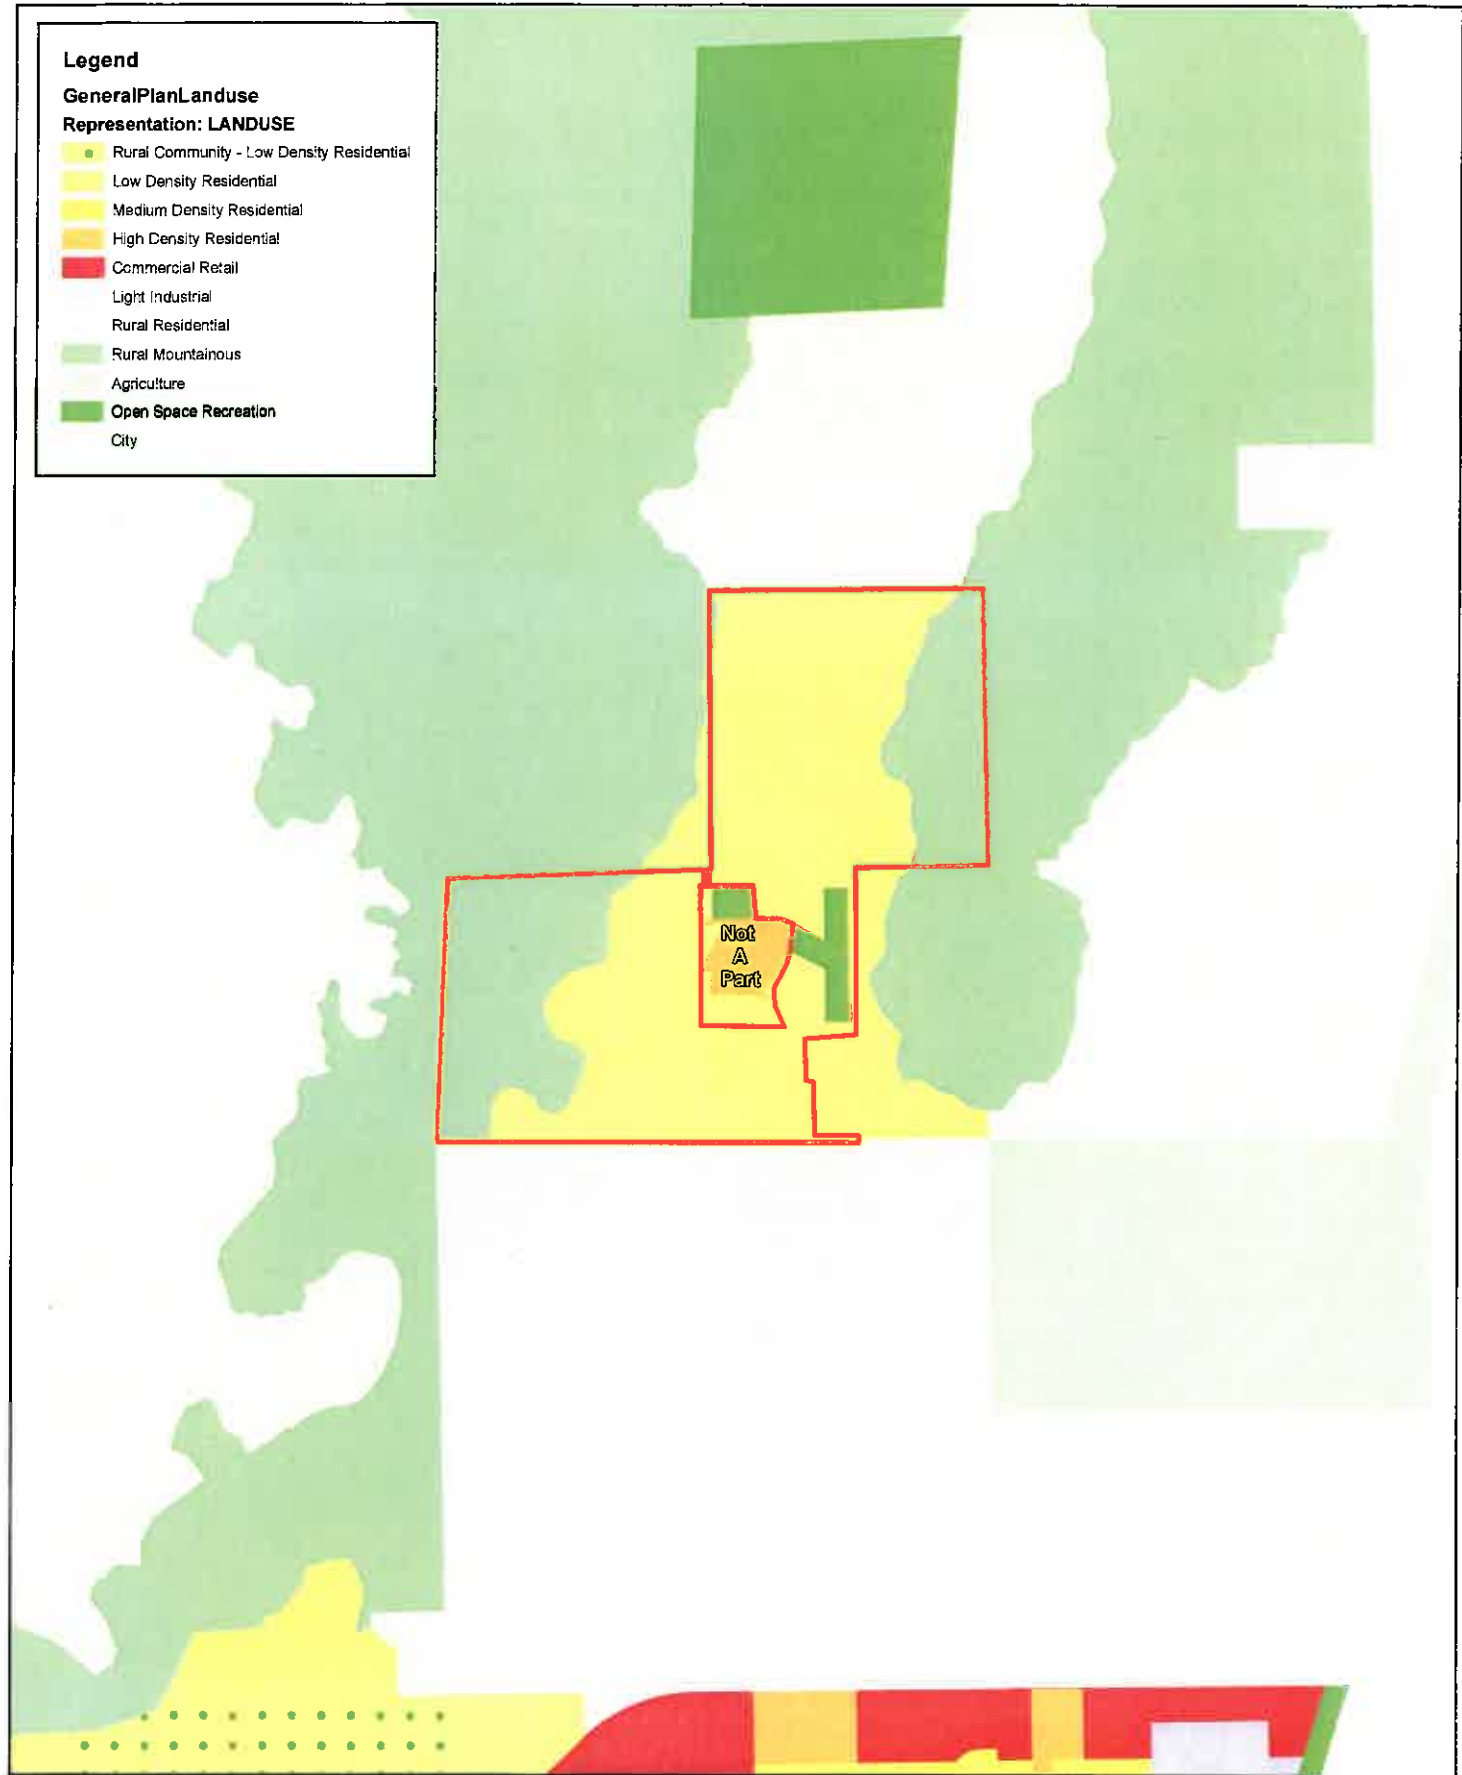 Legend
GeneralPlanLanduse
Representation: LANDUSE
Rural Community - Low Density Residential
Low Density Residential
Medium Density Residential
High Density Residential
Commercial Retail
Light Industrial
Rural Residential
Rural Mountainous
Agriculture
Open Space Recreation
City
Not
A
Part